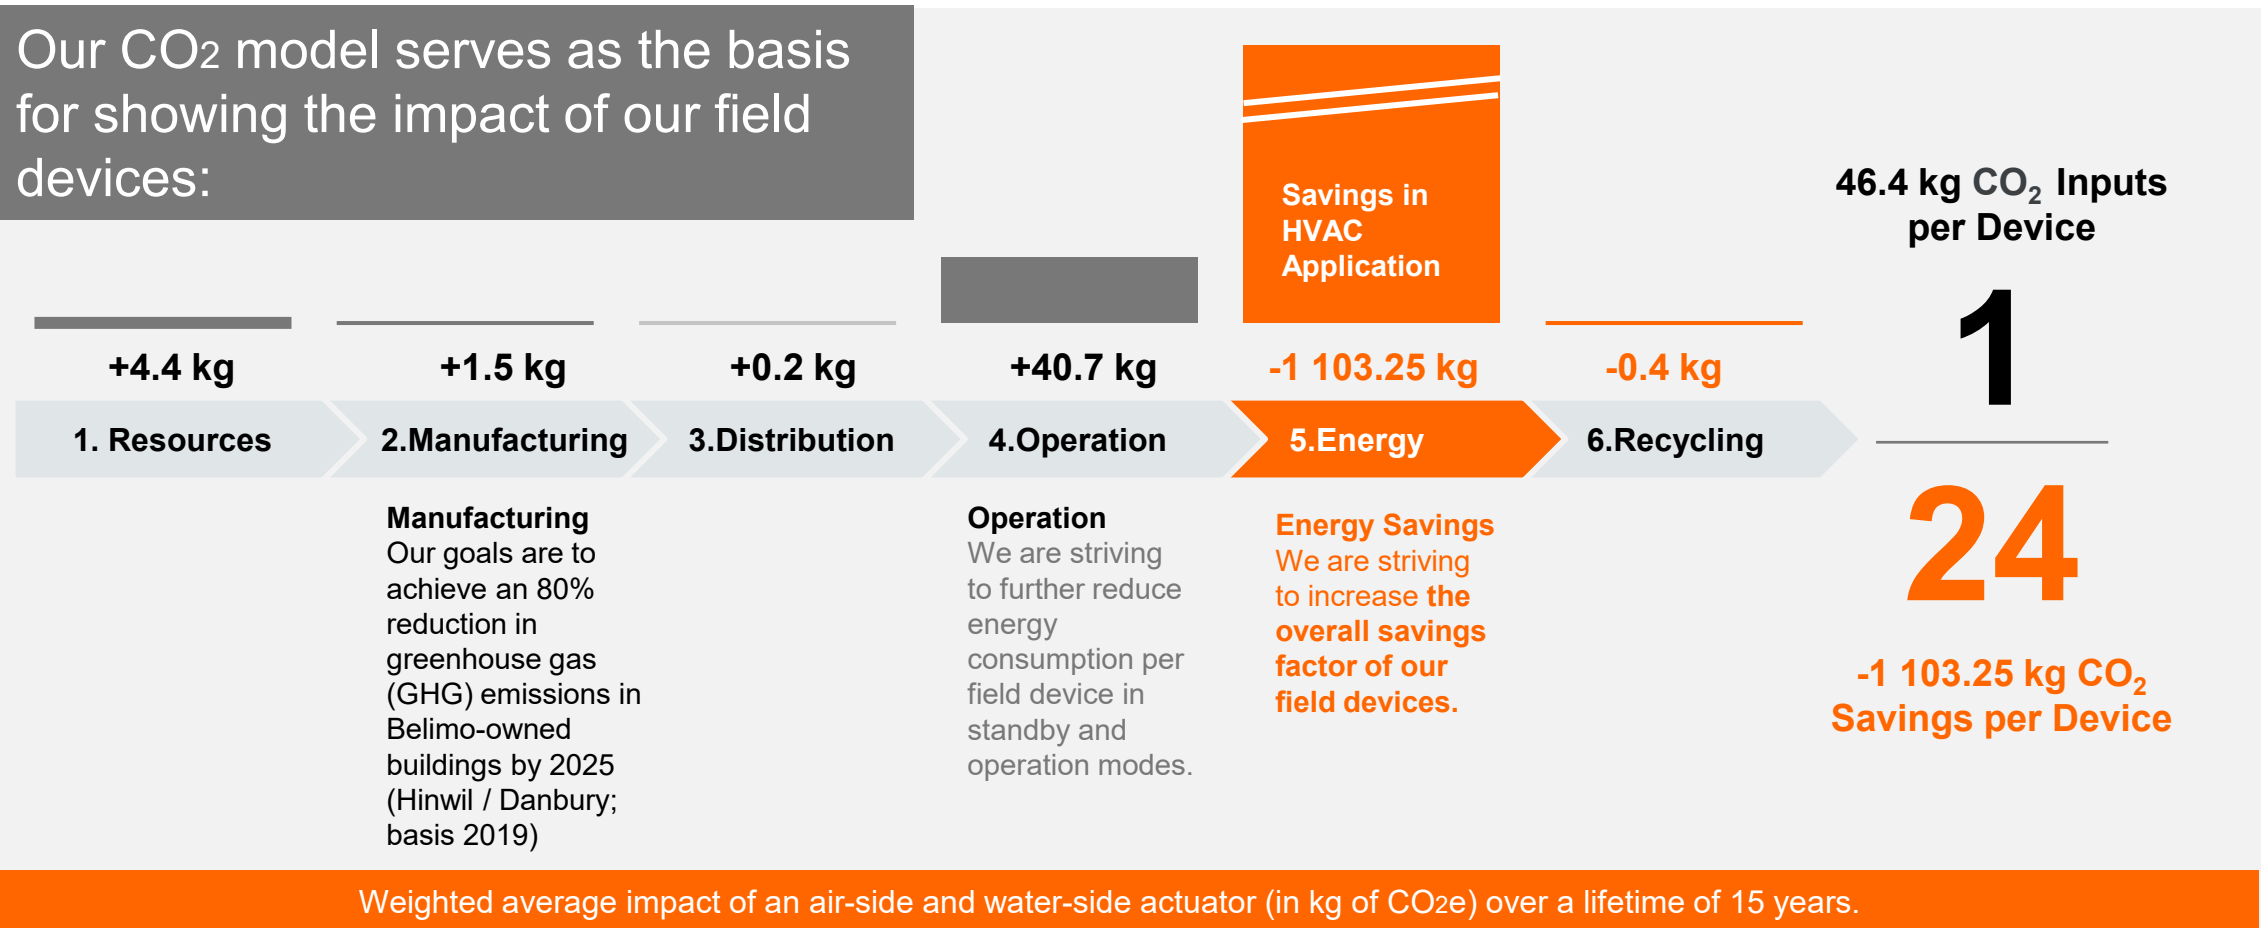 Our CO2 model serves as the basis
for showing the impact of our field
devices:
Savings in
HVAC
Application
46.4 kg CO₂ Inputs
per Device
1
24
-1 103.25 kg CO₂
Savings per Device
+4.4 kg
+1.5 kg
+0.2 kg
+40.7 kg
-1 103.25 kg
-0.4 kg
1. Resources
2.Manufacturing
3.Distribution
4.Operation
5.Energy
6.Recycling
Manufacturing
Our goals are to
achieve an 80%
reduction in
greenhouse gas
(GHG) emissions in
Belimo-owned
buildings by 2025
(Hinwil / Danbury;
basis 2019)
Operation
We are striving
to further reduce
energy
consumption per
field device in
standby and
operation modes.
Energy Savings
We are striving
to increase the
overall savings
factor of our
field devices.
Weighted average impact of an air-side and water-side actuator (in kg of CO2e) over a lifetime of 15 years.